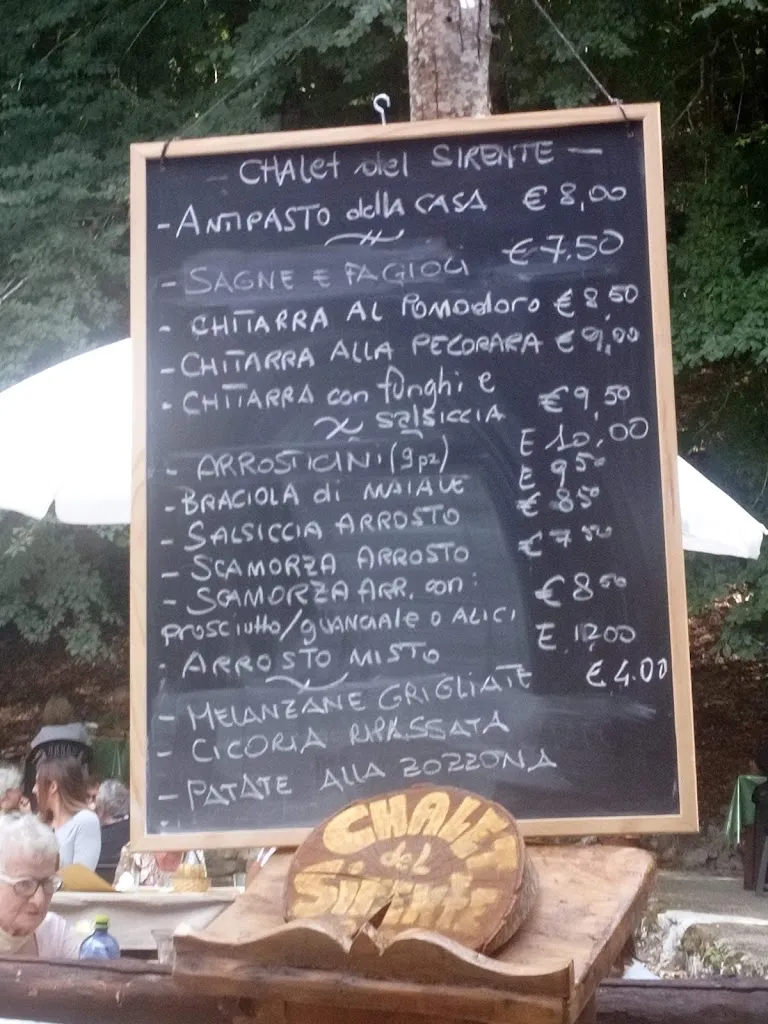 - CHALet del SIRENTE -
- ANTIPASTO della CASA € 8,00
- SAGNE E FAGIOLI € 7.50
- CHITARRA AL POModoro € 8,50
- CHITARRA ALLA PECORARA € 9,00
- CHITARRA con funghi e
salsiccia € 9,50
- ARROSTICINI (9pz) E 10,00
- BRACIOLA di MAIALE E 9 50
- SALSICCIA ARROSTO € 8 50
- SCAMORZA ARROSTO € 7 50
- SCAMORZA ARR. con:
prosciutto/guanciale o ALICI € 8 50
- ARROSTO MISTO E 12,00
- MELANZANE GRIGLIATE € 4.00
- CICORIA RIPASSATA
- PATATE ALLA ZOZZONA
CHALET
del
SIRENTE